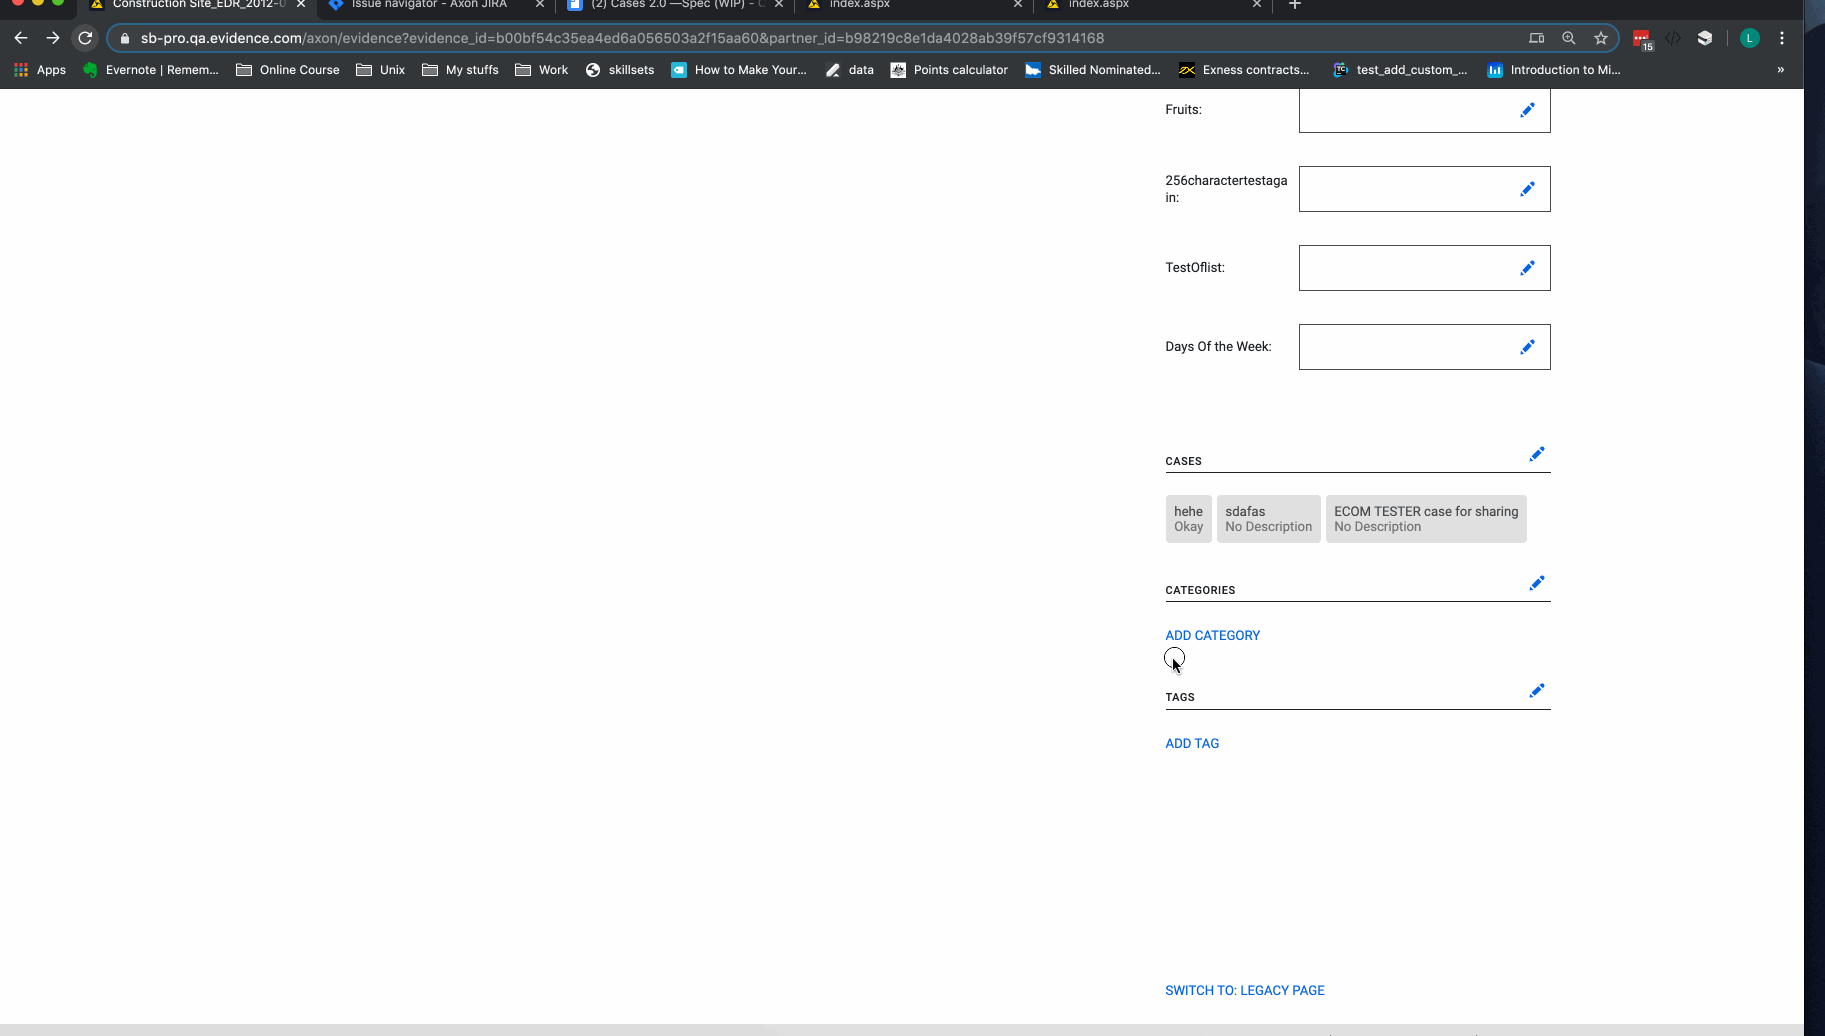 Construction Site_EDR_2012-0
Issue navigator - Axon JIRA
(2) Cases 2.0 —Spec (WIP) - C
index.aspx
index.aspx
sb-pro.qa.evidence.com/axon/evidence?evidence_id=b00bf54c35ea4ed6a056503a2f15aa60&partner_id=b98219c8e1da4028ab39f57cf9314168
15
L
Apps
Evernote | Remem...
Online Course
Unix
My stuffs
Work
skillsets
How to Make Your...
data
Points calculator
Skilled Nominated...
Exness contracts...
test_add_custom_...
Introduction to Mi...
»
Fruits:
256charactertestaga
in:
TestOflist:
Days Of the Week:
CASES
hehe
Okay
sdafas
No Description
ECOM TESTER case for sharing
No Description
CATEGORIES
ADD CATEGORY
TAGS
ADD TAG
SWITCH TO: LEGACY PAGE